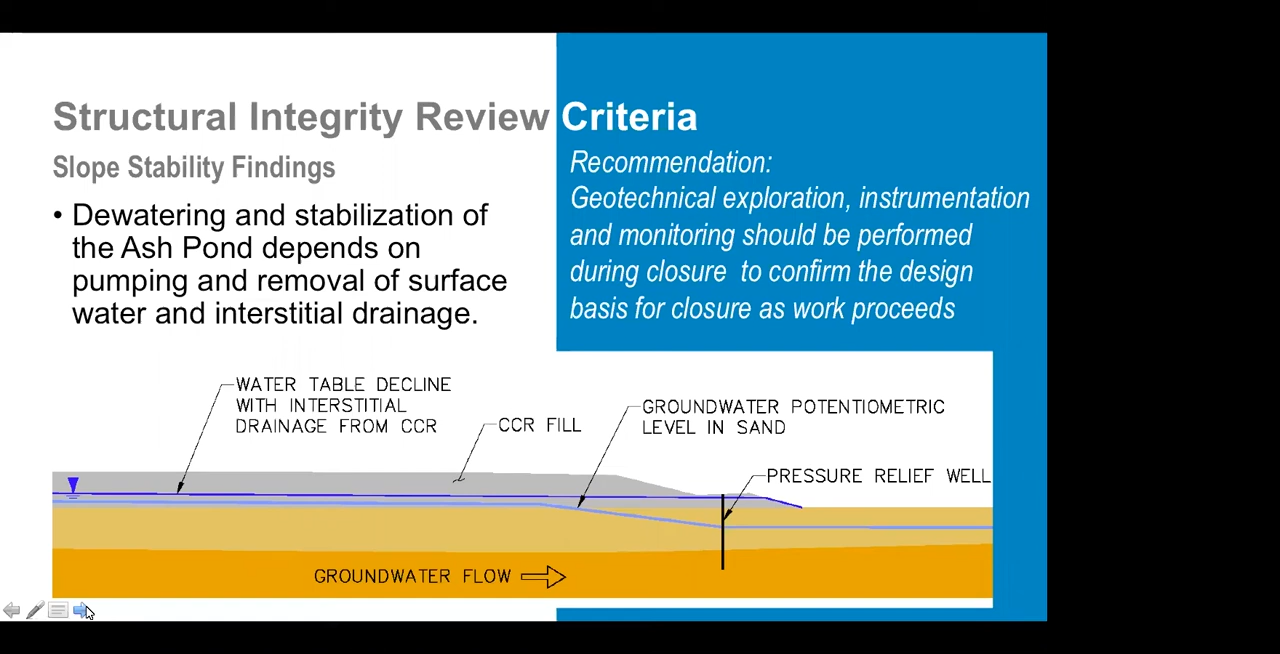 Structural Integrity Review Criteria
Slope Stability Findings
• Dewatering and stabilization of
the Ash Pond depends on
pumping and removal of surface
water and interstitial drainage.
Recommendation:
Geotechnical exploration, instrumentation
and monitoring should be performed
during closure to confirm the design
basis for closure as work proceeds
WATER TABLE DECLINE
WITH INTERSTITIAL
DRAINAGE FROM CCR
CCR FILL
GROUNDWATER POTENTIOMETRIC
LEVEL IN SAND
PRESSURE RELIEF WELL
GROUNDWATER FLOW